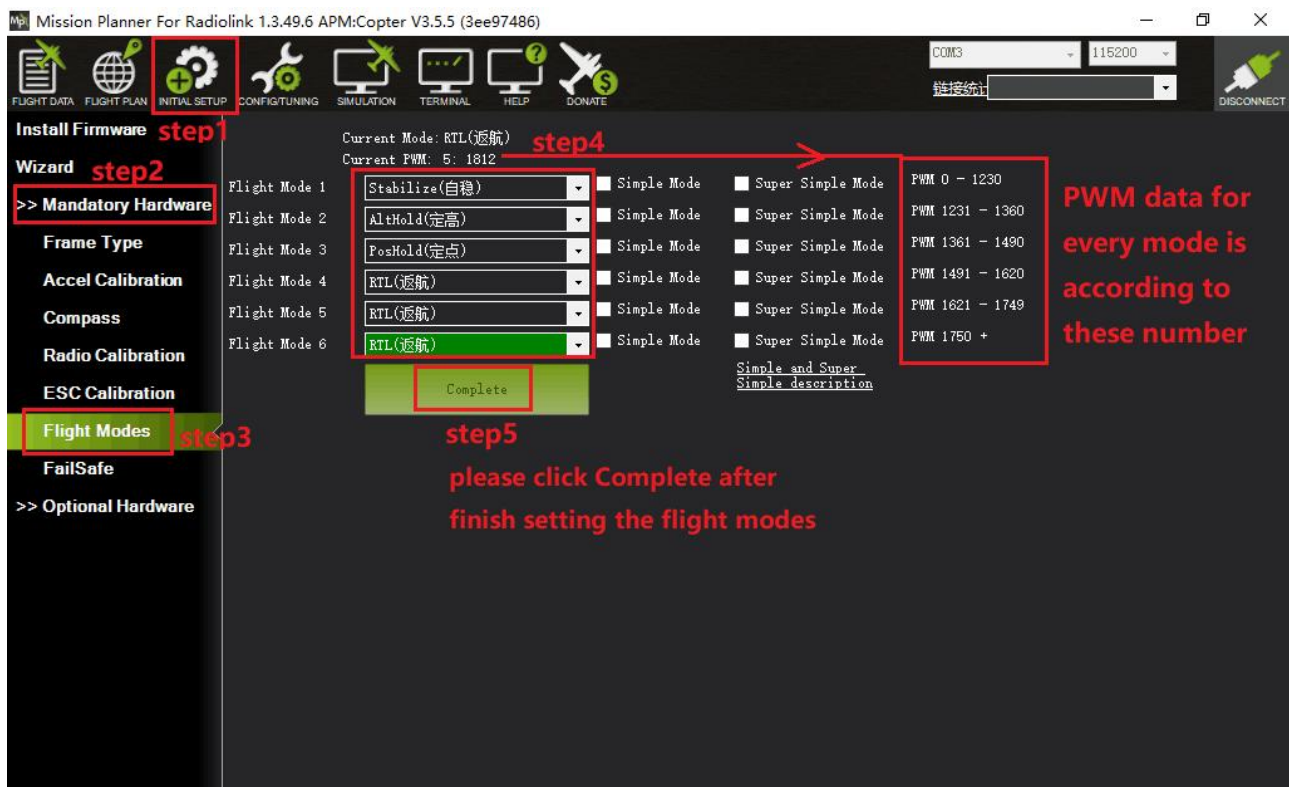 Mission Planner For Radiolink 1.3.49.6 APM:Copter V3.5.5 (3ee97486)
FLIGHT DATA FLIGHT PLAN INITIAL SETUP CONFIG/TUNING SIMULATION TERMINAL HELP DONATE
COM3 115200
链接统计
DISCONNECT
Install Firmware step1
Wizard step2
>> Mandatory Hardware
Frame Type
Accel Calibration
Compass
Radio Calibration
ESC Calibration
Flight Modes step3
FailSafe
>> Optional Hardware
Current Mode: RTL(返航) step4
Current PWM: 5: 1812
Flight Mode 1 Stabilize(自稳) Simple Mode Super Simple Mode PWM 0 - 1230
Flight Mode 2 AltHold(定高) Simple Mode Super Simple Mode PWM 1231 - 1360
Flight Mode 3 PosHold(定点) Simple Mode Super Simple Mode PWM 1361 - 1490
Flight Mode 4 RTL(返航) Simple Mode Super Simple Mode PWM 1491 - 1620
Flight Mode 5 RTL(返航) Simple Mode Super Simple Mode PWM 1621 - 1749
Flight Mode 6 RTL(返航) Simple Mode Super Simple Mode PWM 1750 +
Simple and Super
Simple description
Complete
PWM data for
every mode is
according to
these number
step5
please click Complete after
finish setting the flight modes